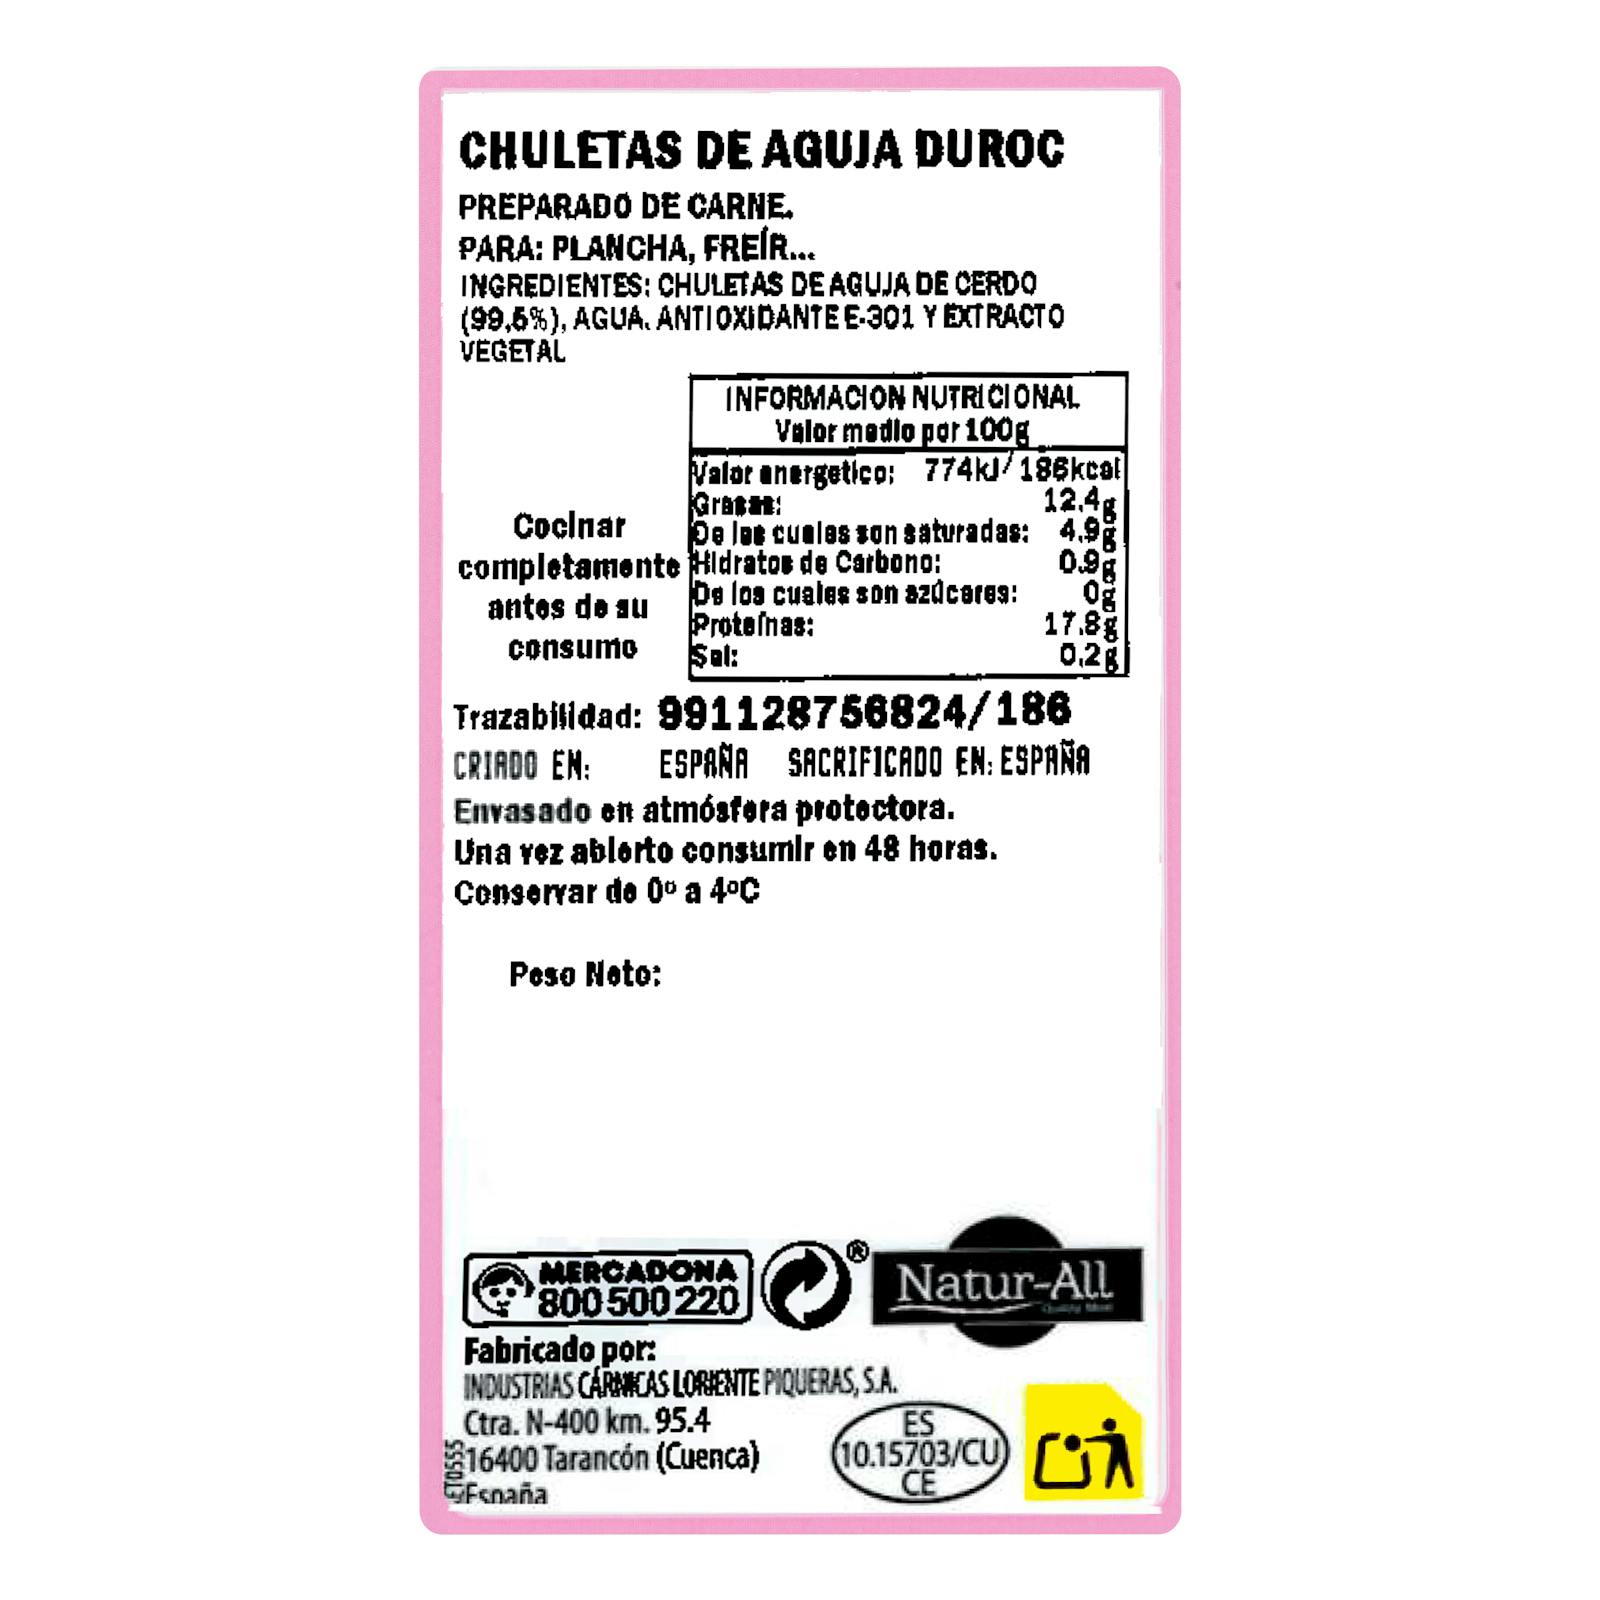 CHULETAS DE AGUJA DUROC
PREPARADO DE CARNE.
PARA: PLANCHA, FREÍR...
INGREDIENTES: CHULETAS DE AGUJA DE CERDO
(99,5%), AGUA, ANTIOXIDANTE E-301 Y EXTRACTO
VEGETAL
INFORMACION NUTRICIONAL
Valor medio por 100g
Valor energetico: 774kJ/186kcal
Grasas: 12,4g
De las cuales son saturadas: 4,9g
Hidratos de Carbono: 0,9g
De los cuales son azúcares: 0g
Proteínas: 17,8g
Sal: 0,2g
Cocinar
completamente
antes de su
consumo
Trazabilidad: 991128756824/186
CRIADO EN: ESPAÑA SACRIFICADO EN: ESPAÑA
Envasado en atmósfera protectora.
Una vez abierto consumir en 48 horas.
Conservar de 0º a 4ºC
Peso Neto:
MERCADONA
800 500 220
®
Natur-All
Quality Meat
Fabricado por:
INDUSTRIAS CÁRNICAS LORIENTE PIQUERAS, S.A.
Ctra. N-400 km. 95.4
16400 Tarancón (Cuenca)
España
ES
10.15703/CU
CE